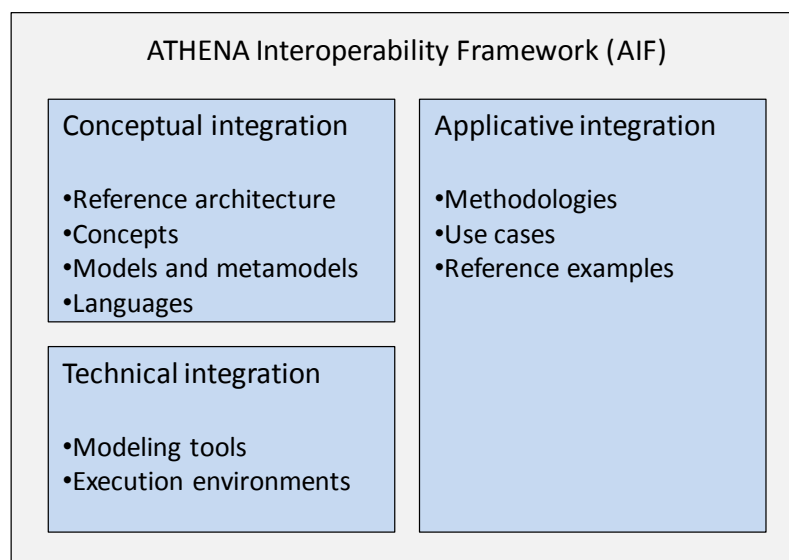 ATHENA Interoperability Framework (AIF)
Conceptual integration
•Reference architecture
•Concepts
•Models and metamodels
•Languages
Technical integration
•Modeling tools
•Execution environments
Applicative integration
•Methodologies
•Use cases
•Reference examples